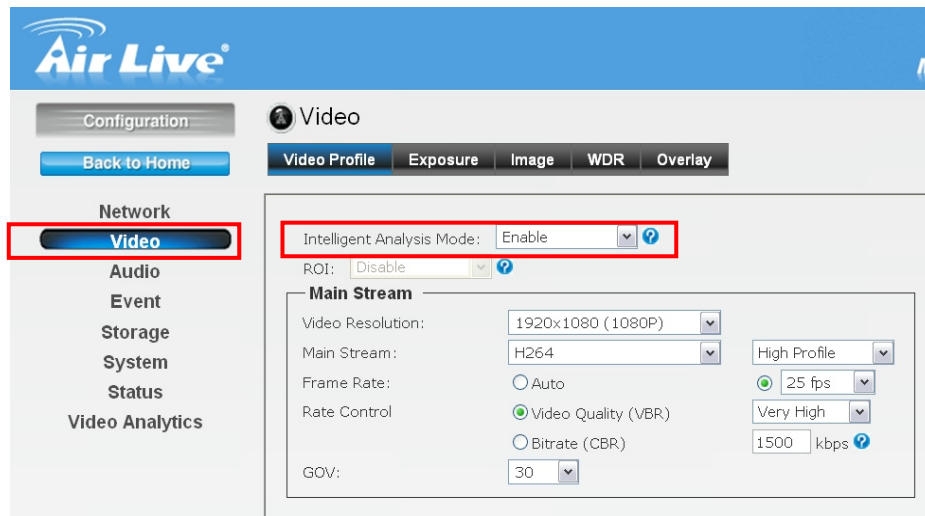 Air Live®
Configuration
Back to Home
Network
Video
Audio
Event
Storage
System
Status
Video Analytics
Video
Video Profile Exposure Image WDR Overlay
Intelligent Analysis Mode: Enable ?
ROI: Disable ?
Main Stream
Video Resolution: 1920x1080 (1080P)
Main Stream: H264 High Profile
Frame Rate: Auto 25 fps
Rate Control Video Quality (VBR) Very High
Bitrate (CBR) 1500 kbps ?
GOV: 30